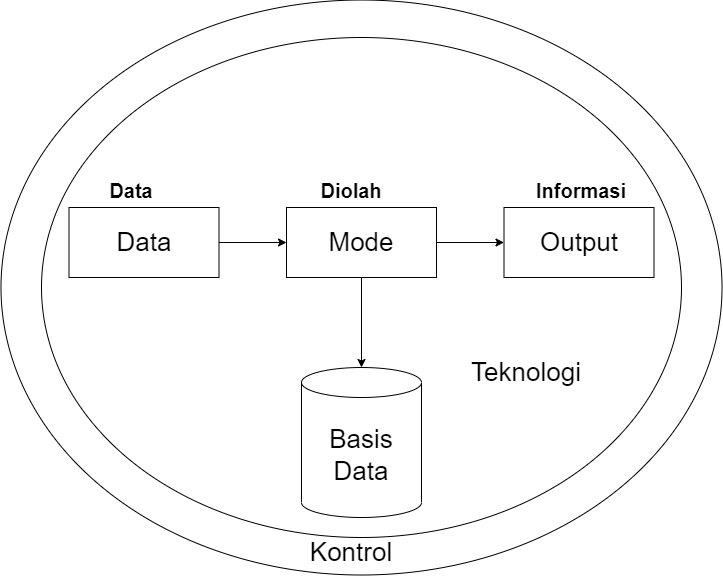 Data
Diolah
Informasi
Data
Mode
Output
Teknologi
Basis
Data
Kontrol